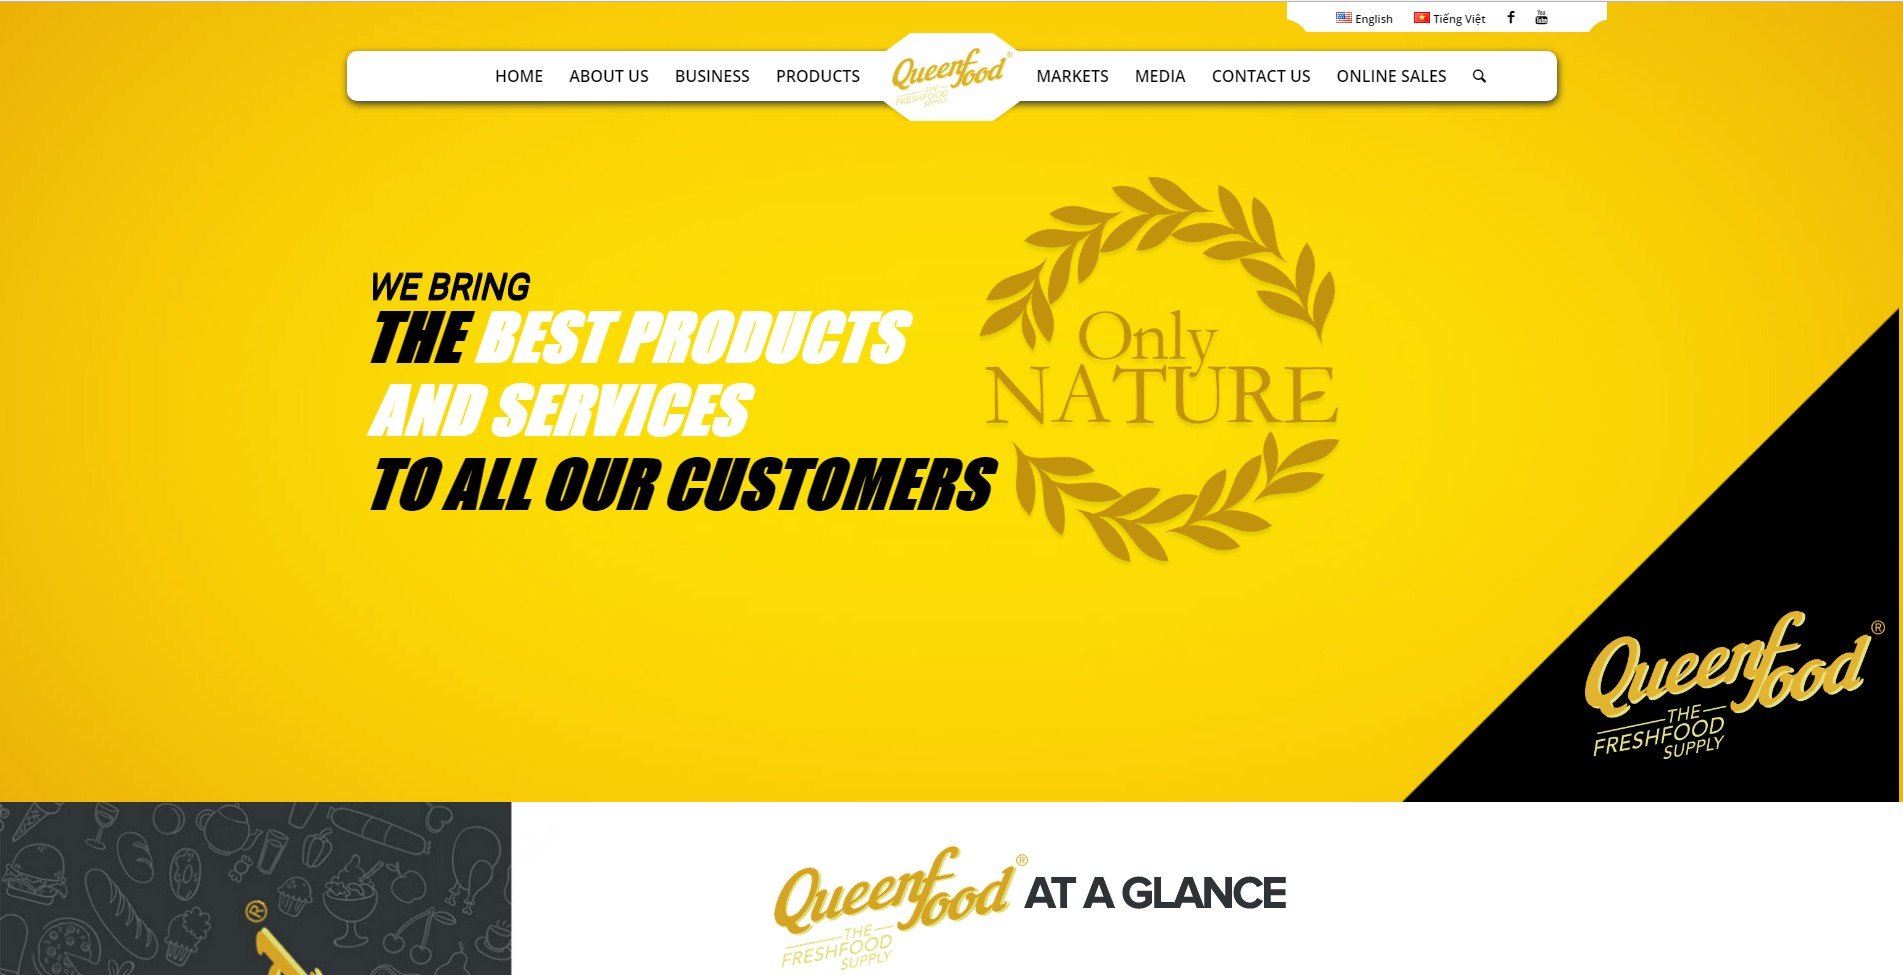 English Tiếng Việt f You Tube
HOME ABOUT US BUSINESS PRODUCTS Queenfood® MARKETS MEDIA CONTACT US ONLINE SALES
THE
FRESHFOOD
SUPPLY
Only
NATURE
WE BRING
THE BEST PRODUCTS
AND SERVICES
TO ALL OUR CUSTOMERS
Queenfood®
THE
FRESHFOOD
SUPPLY
Queenfood® AT A GLANCE
THE
FRESHFOOD
SUPPLY
®